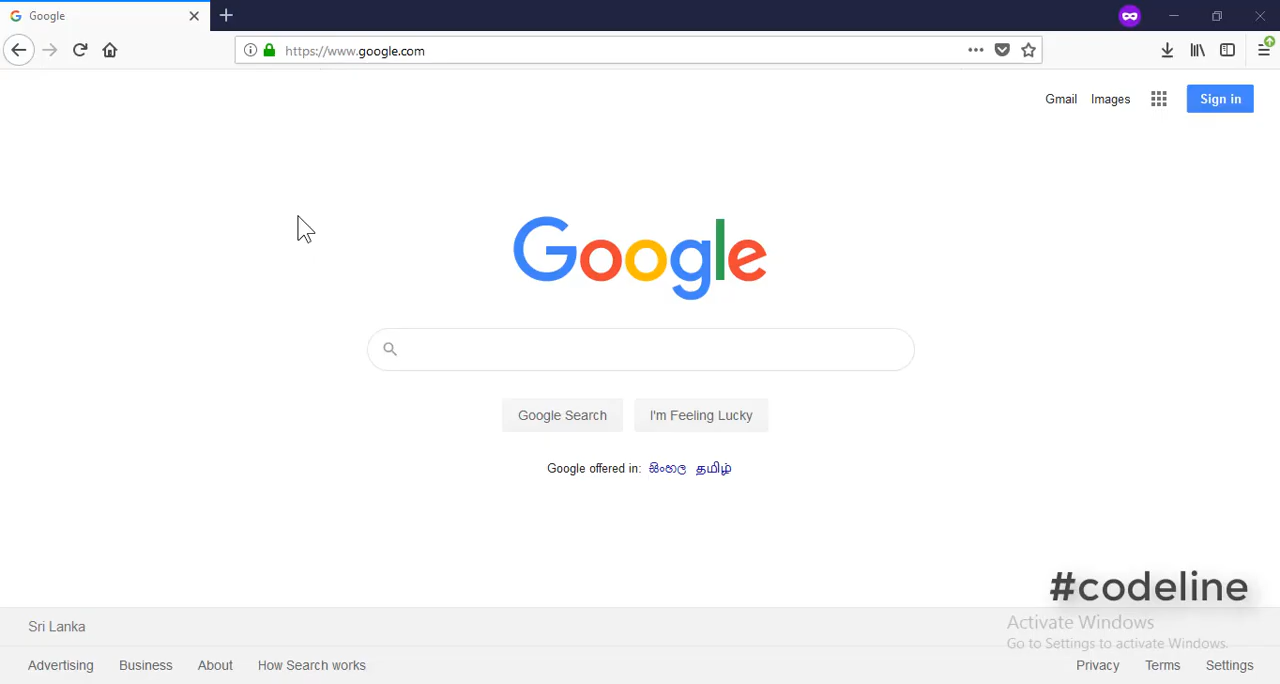 Google
https://www.google.com
Gmail Images Sign in
Google
Google Search I'm Feeling Lucky
Google offered in: සිංහල தமிழ்
#codeline
Activate Windows
Go to Settings to activate Windows.
Sri Lanka
Advertising Business About How Search works Privacy Terms Settings